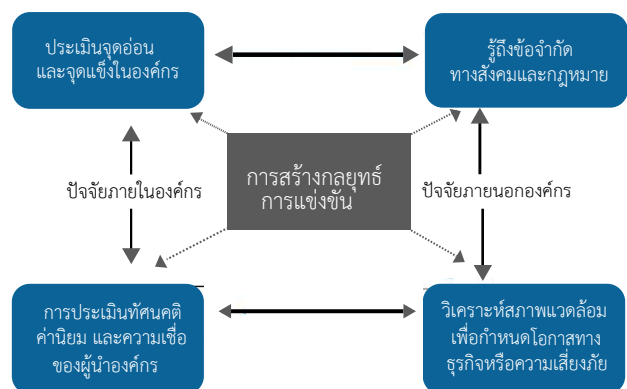 ประเมินจุดอ่อน
และจุดแข็งในองค์กร
รู้ถึงข้อจำกัด
ทางสังคมและกฎหมาย
การสร้างกลยุทธ์
การแข่งขัน
ปัจจัยภายในองค์กร
ปัจจัยภายนอกองค์กร
การประเมินทัศนคติ
ค่านิยม และความเชื่อ
ของผู้นำองค์กร
วิเคราะห์สภาพแวดล้อม
เพื่อกำหนดโอกาสทาง
ธุรกิจหรือความเสี่ยงภัย